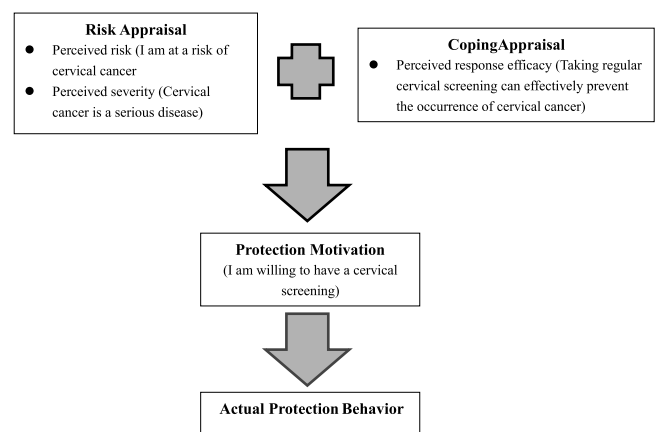 Risk Appraisal
● Perceived risk (I am at a risk of
cervical cancer
● Perceived severity (Cervical
cancer is a serious disease)
CopingAppraisal
● Perceived response efficacy (Taking regular
cervical screening can effectively prevent
the occurrence of cervical cancer)
Protection Motivation
(I am willing to have a cervical
screening)
Actual Protection Behavior